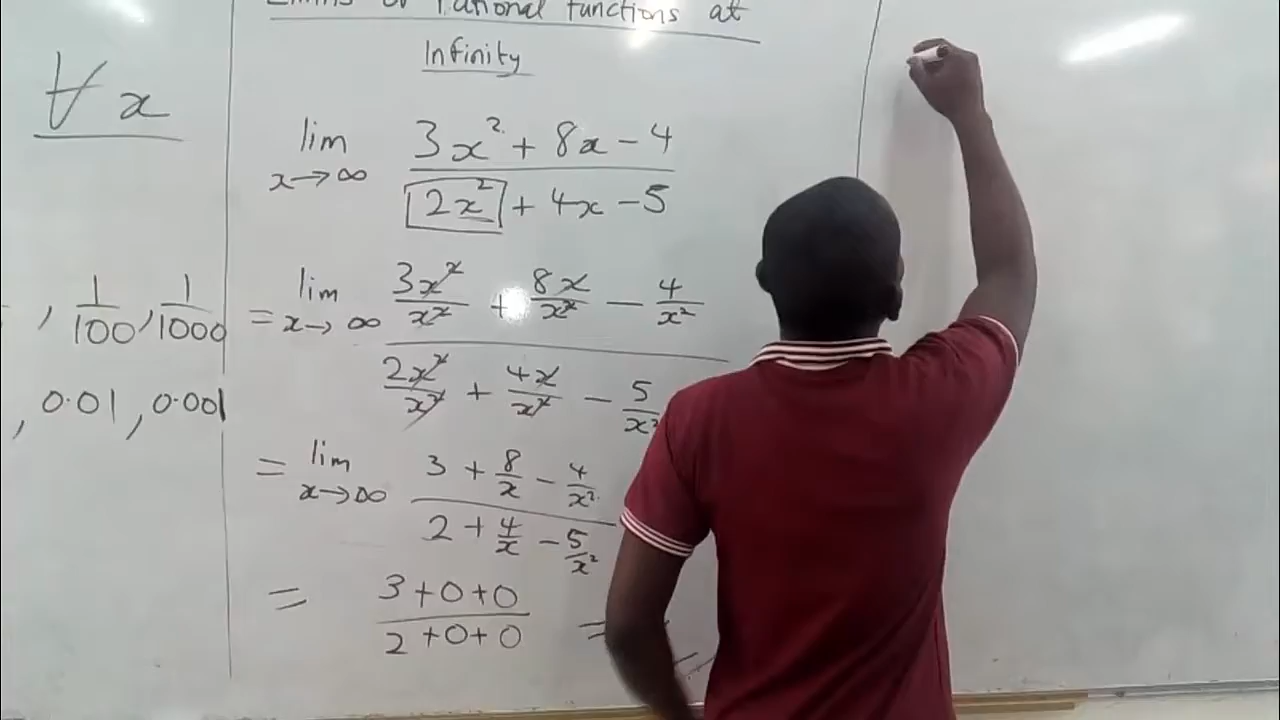 rational functions at
Infinity
∀ x
lim x→∞ (3x² + 8x − 4) / (2x² + 4x − 5)
, 1/100, 1/1000
= lim x→∞ (3x²/x² + 8x/x² − 4/x²) / (2x²/x² + 4x/x² − 5/x²)
, 0.01, 0.001
= lim x→∞ (3 + 8/x − 4/x²) / (2 + 4/x − 5/x²)
= (3+0+0) / (2+0+0) =